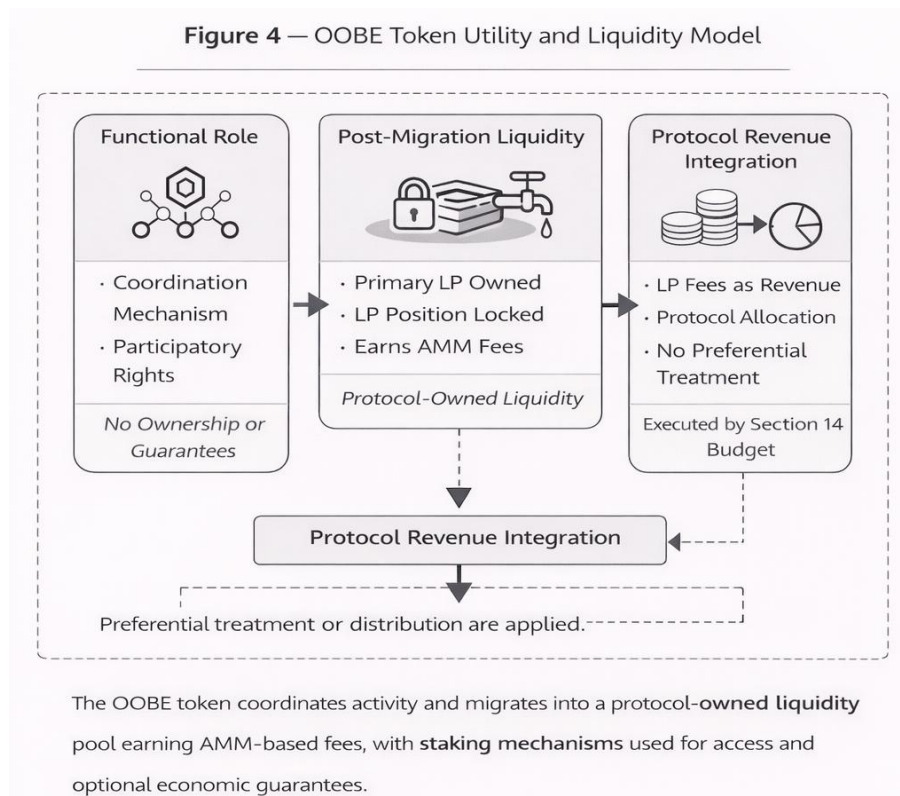 Figure 4 — OOBE Token Utility and Liquidity Model
Functional Role
· Coordination
Mechanism
· Participatory
Rights
No Ownership or
Guarantees
Post-Migration Liquidity
· Primary LP Owned
· LP Position Locked
· Earns AMM Fees
Protocol-Owned Liquidity
Protocol Revenue
Integration
· LP Fees as Revenue
· Protocol Allocation
· No Preferential
Treatment
Executed by Section 14
Budget
Protocol Revenue Integration
Preferential treatment or distribution are applied.
The OOBE token coordinates activity and migrates into a protocol-owned liquidity
pool earning AMM-based fees, with staking mechanisms used for access and
optional economic guarantees.